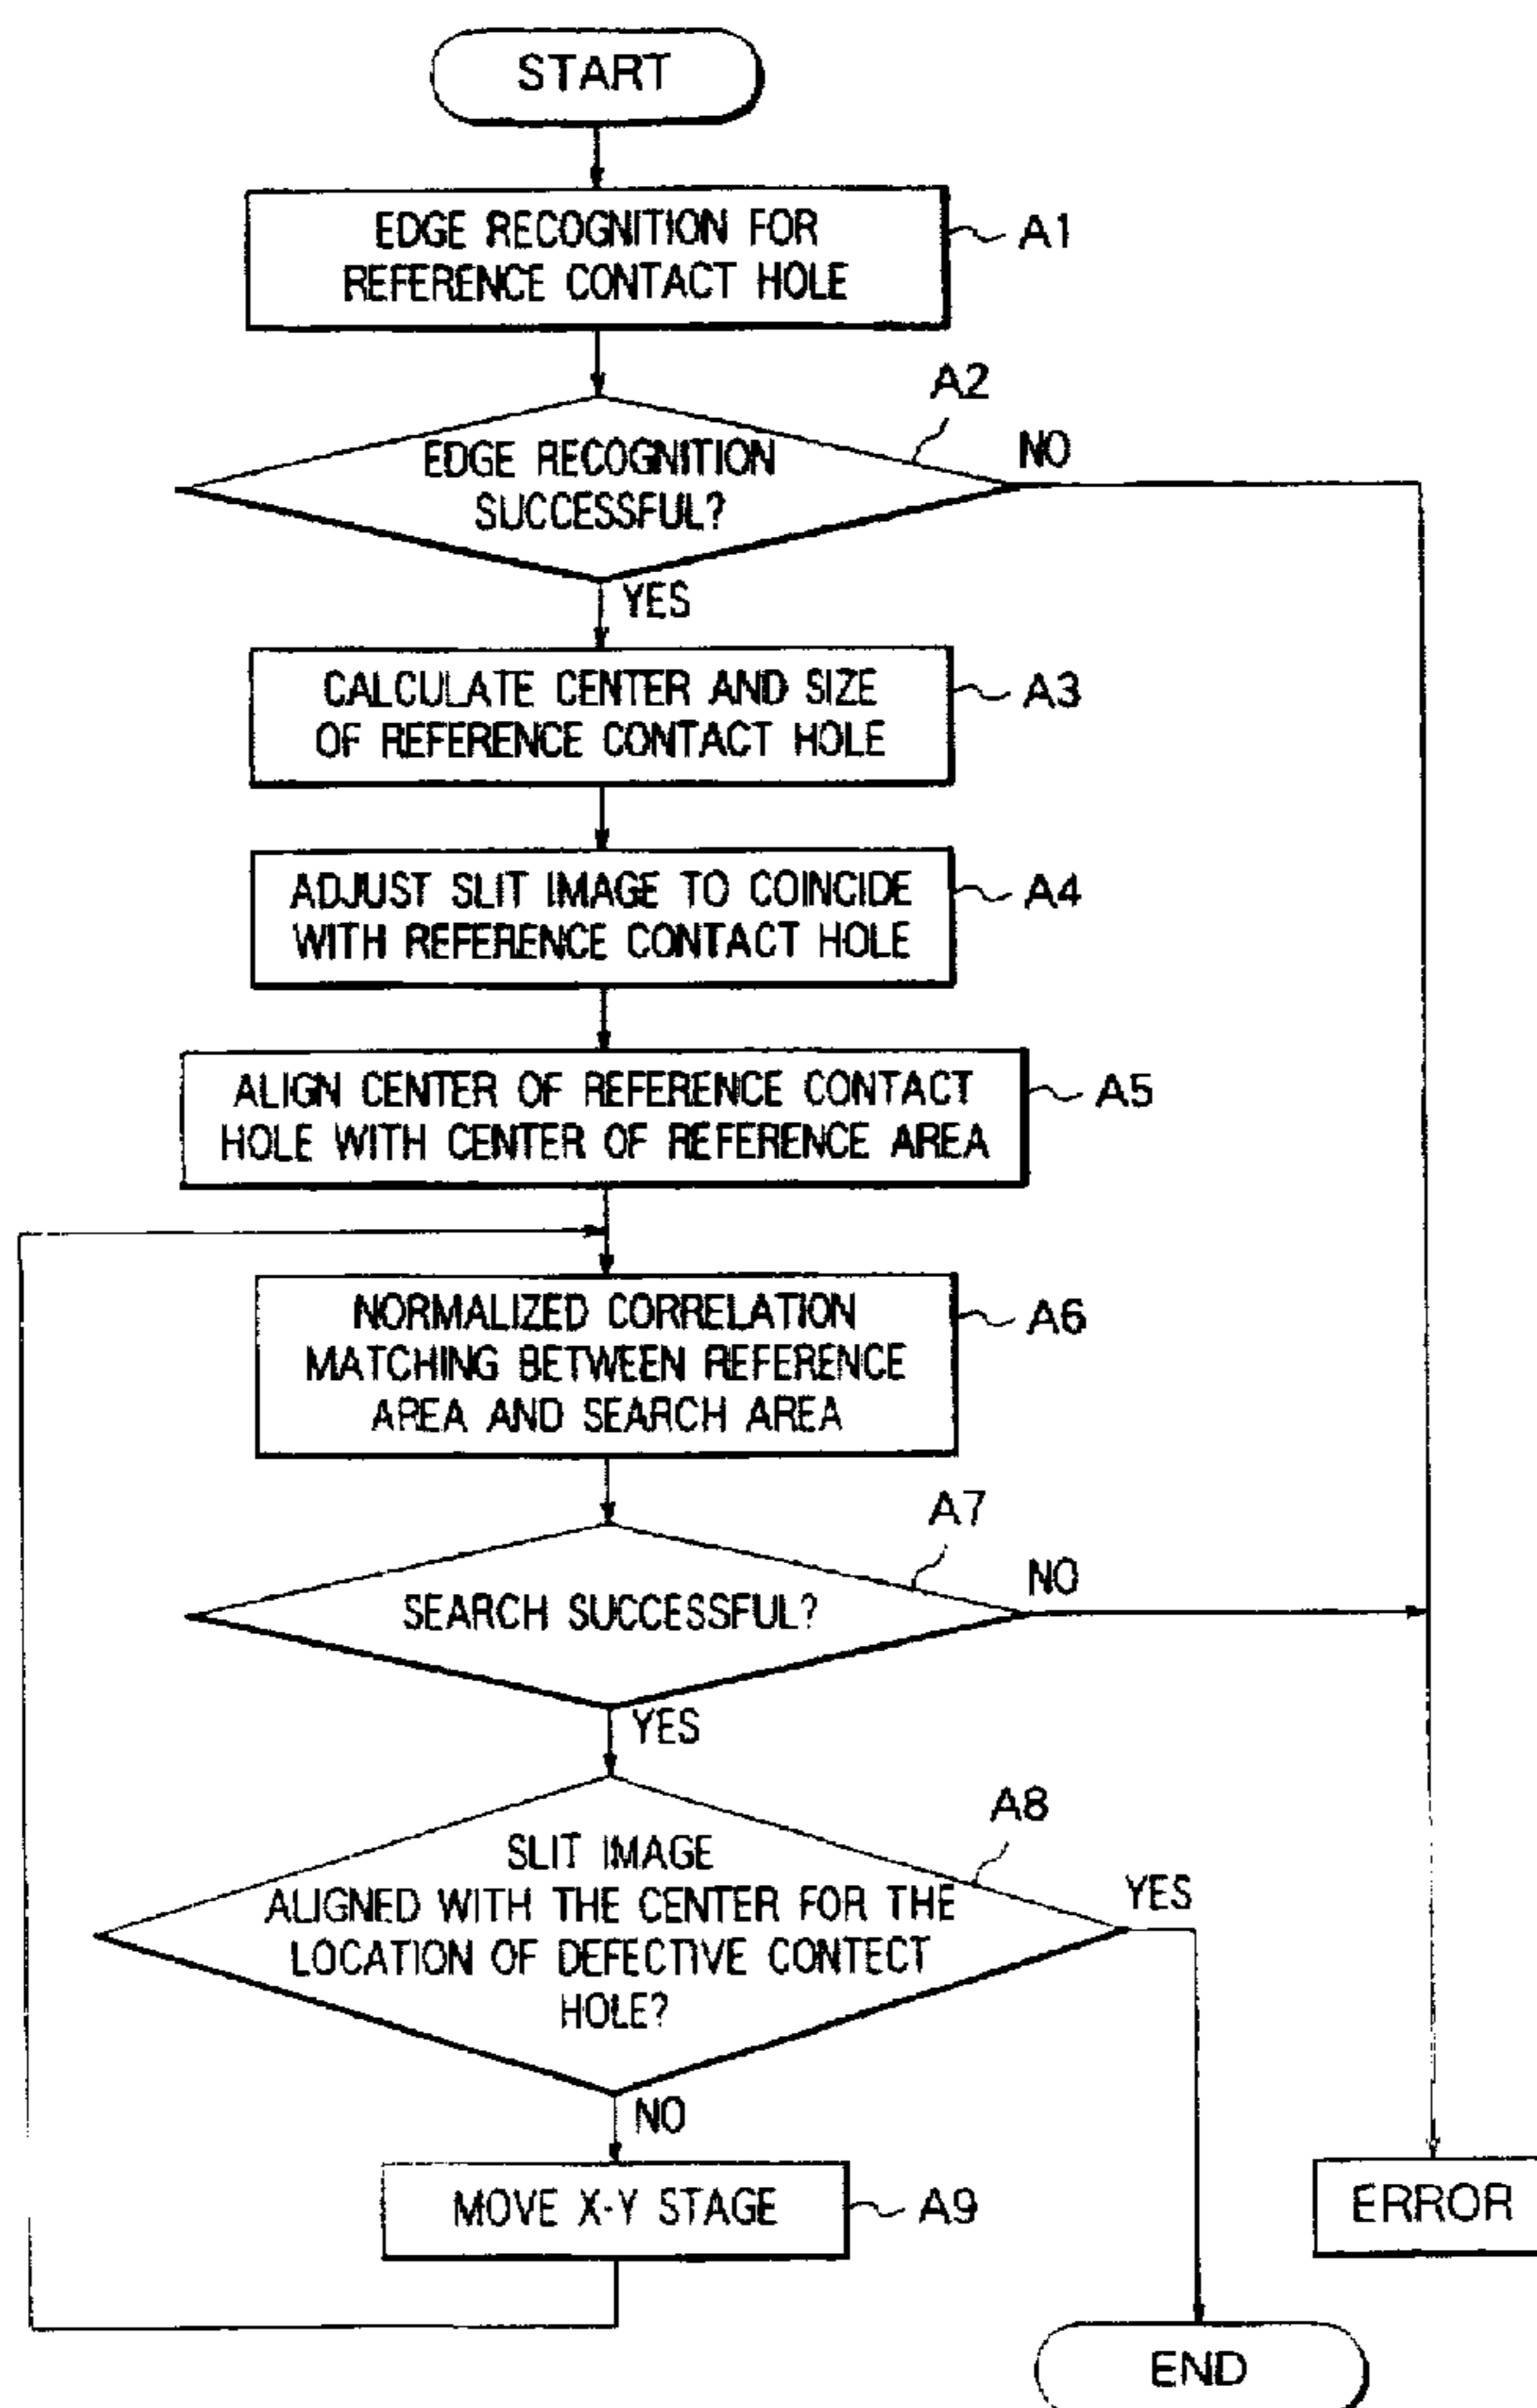 START
EDGE RECOGNITION FOR
REFERENCE CONTACT HOLE
A1
A2
EDGE RECOGNITION
SUCCESSFUL?
NO
YES
CALCULATE CENTER AND SIZE
OF REFERENCE CONTACT HOLE
A3
ADJUST SLIT IMAGE TO COINCIDE
WITH REFERENCE CONTACT HOLE
A4
ALIGN CENTER OF REFERENCE CONTACT
HOLE WITH CENTER OF REFERENCE AREA
A5
NORMALIZED CORRELATION
MATCHING BETWEEN REFERENCE
AREA AND SEARCH AREA
A6
A7
SEARCH SUCCESSFUL?
NO
YES
A8
SLIT IMAGE
ALIGNED WITH THE CENTER FOR THE
LOCATION OF DEFECTIVE CONTECT
HOLE?
YES
NO
MOVE X-Y STAGE
A9
ERROR
END